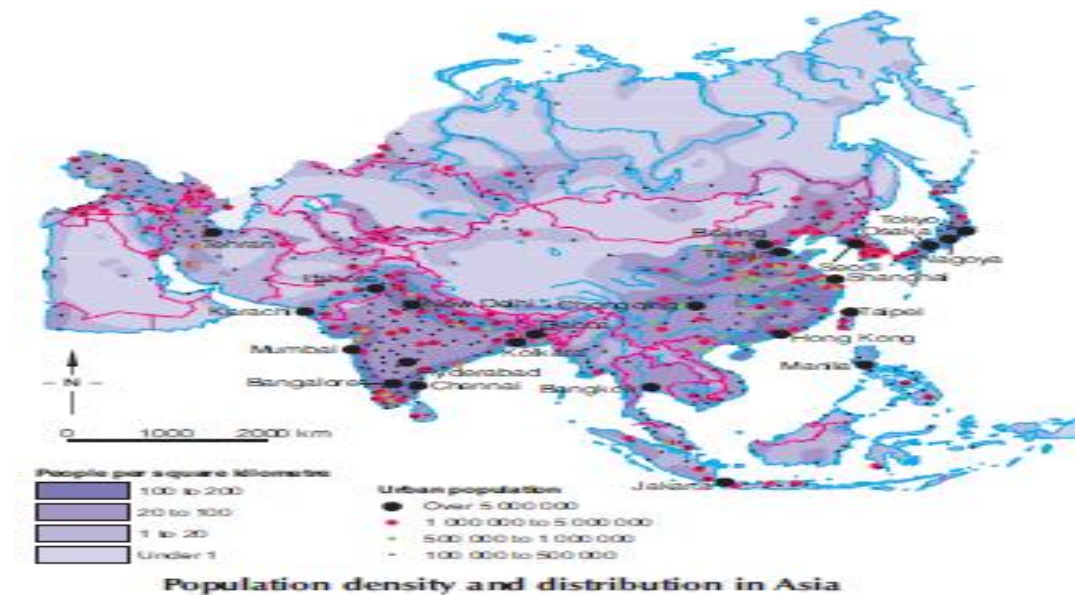 Tokyo
Beijing
Osaka
Tehran
Seoul
Nagoya
Shanghai
Lahore
New Delhi
Chongqing
Karachi
Dhaka
Taipei
Kolkata
Hong Kong
Mumbai
Hyderabad
Manila
N
Bangalore
Chennai
Bangkok
0 1000 2000 km
Jakarta
People per square kilometre
100 to 200
20 to 100
1 to 20
Under 1
Urban population
Over 5 000 000
1 000 000 to 5 000 000
500 000 to 1 000 000
100 000 to 500 000
Population density and distribution in Asia